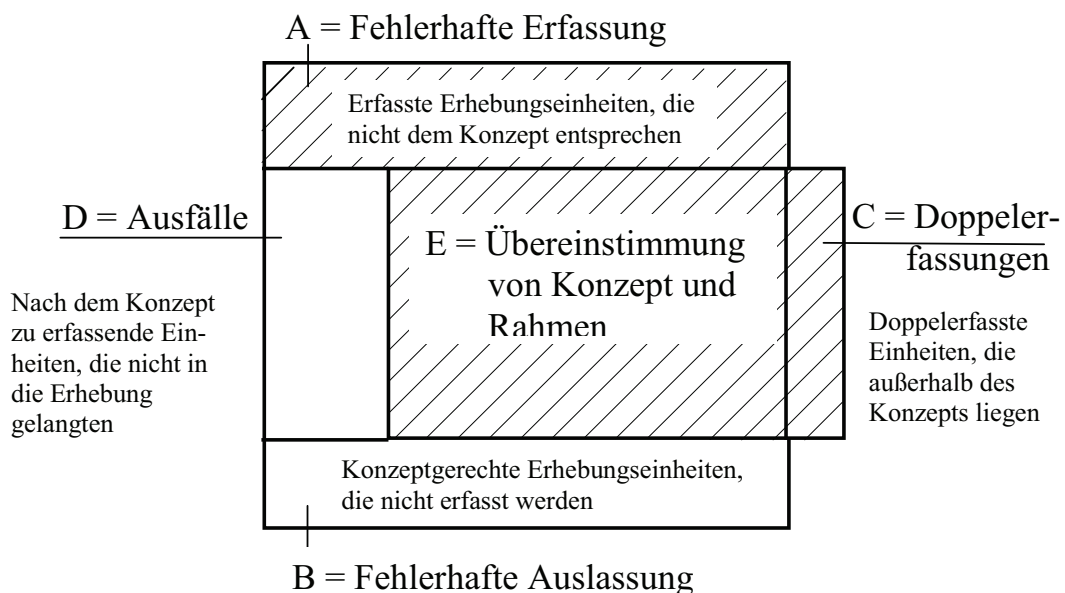 A = Fehlerhafte Erfassung
Erfasste Erhebungseinheiten, die
nicht dem Konzept entsprechen
D = Ausfälle
Nach dem Konzept
zu erfassende Ein-
heiten, die nicht in
die Erhebung
gelangten
E = Übereinstimmung
von Konzept und
Rahmen
C = Doppeler-
fassungen
Doppelerfasste
Einheiten, die
außerhalb des
Konzepts liegen
Konzeptgerechte Erhebungseinheiten,
die nicht erfasst werden
B = Fehlerhafte Auslassung